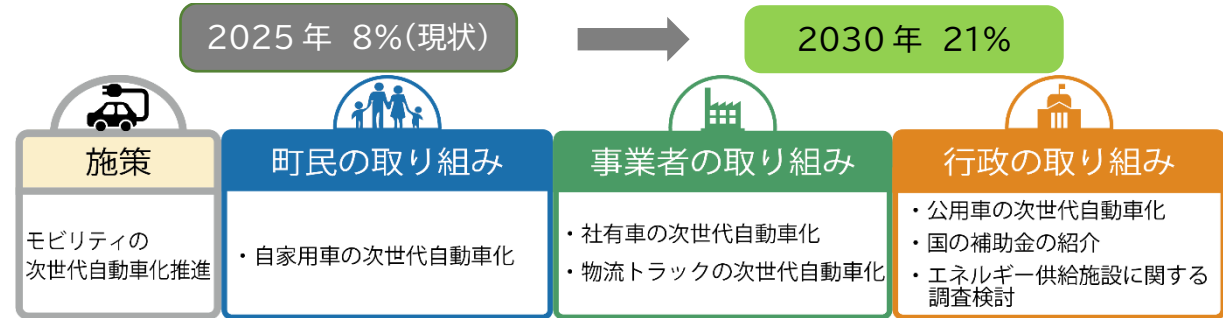 2025年 8%(現状)
2030年 21%
施策
モビリティの
次世代自動車化推進
町民の取り組み
・自家用車の次世代自動車化
事業者の取り組み
・社有車の次世代自動車化
・物流トラックの次世代自動車化
行政の取り組み
・公用車の次世代自動車化
・国の補助金の紹介
・エネルギー供給施設に関する
調査検討